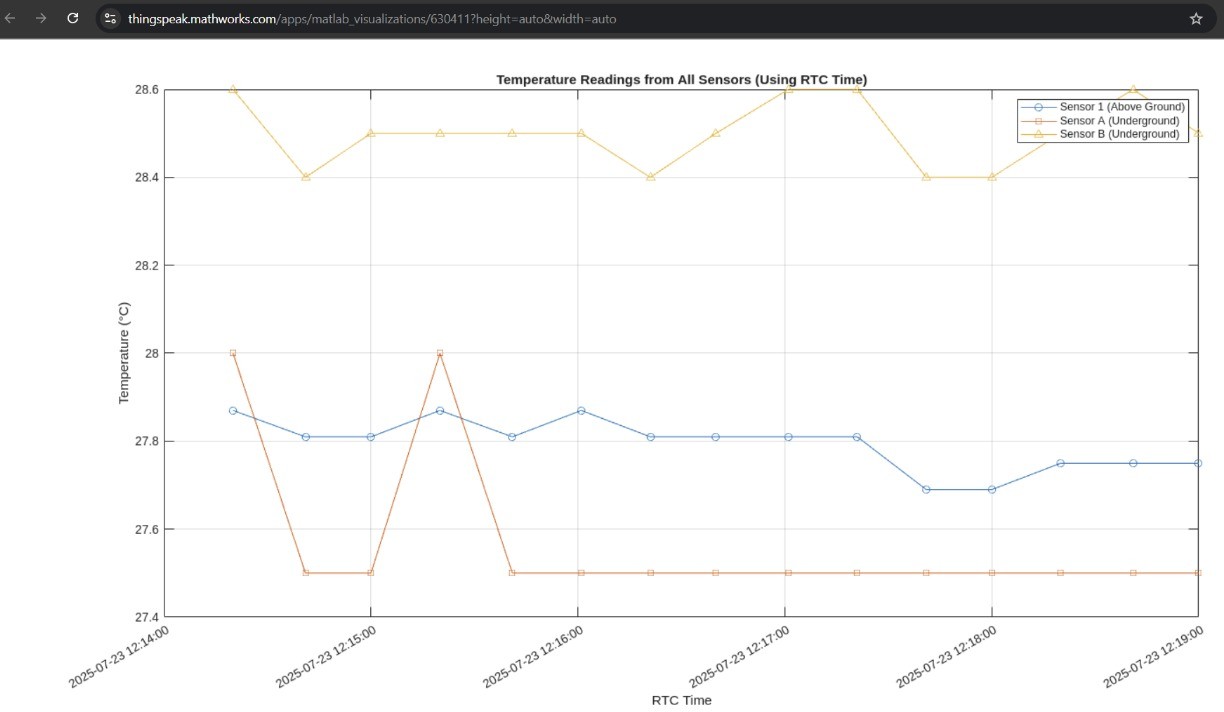 thingspeak.mathworks.com/apps/matlab_visualizations/630411?height=auto&width=auto
Temperature Readings from All Sensors (Using RTC Time)
Sensor 1 (Above Ground)
Sensor A (Underground)
Sensor B (Underground)
28.6
28.4
28.2
28
27.8
27.6
27.4
Temperature (°C)
2025-07-23 12:14:00
2025-07-23 12:15:00
2025-07-23 12:16:00
2025-07-23 12:17:00
2025-07-23 12:18:00
2025-07-23 12:19:00
RTC Time